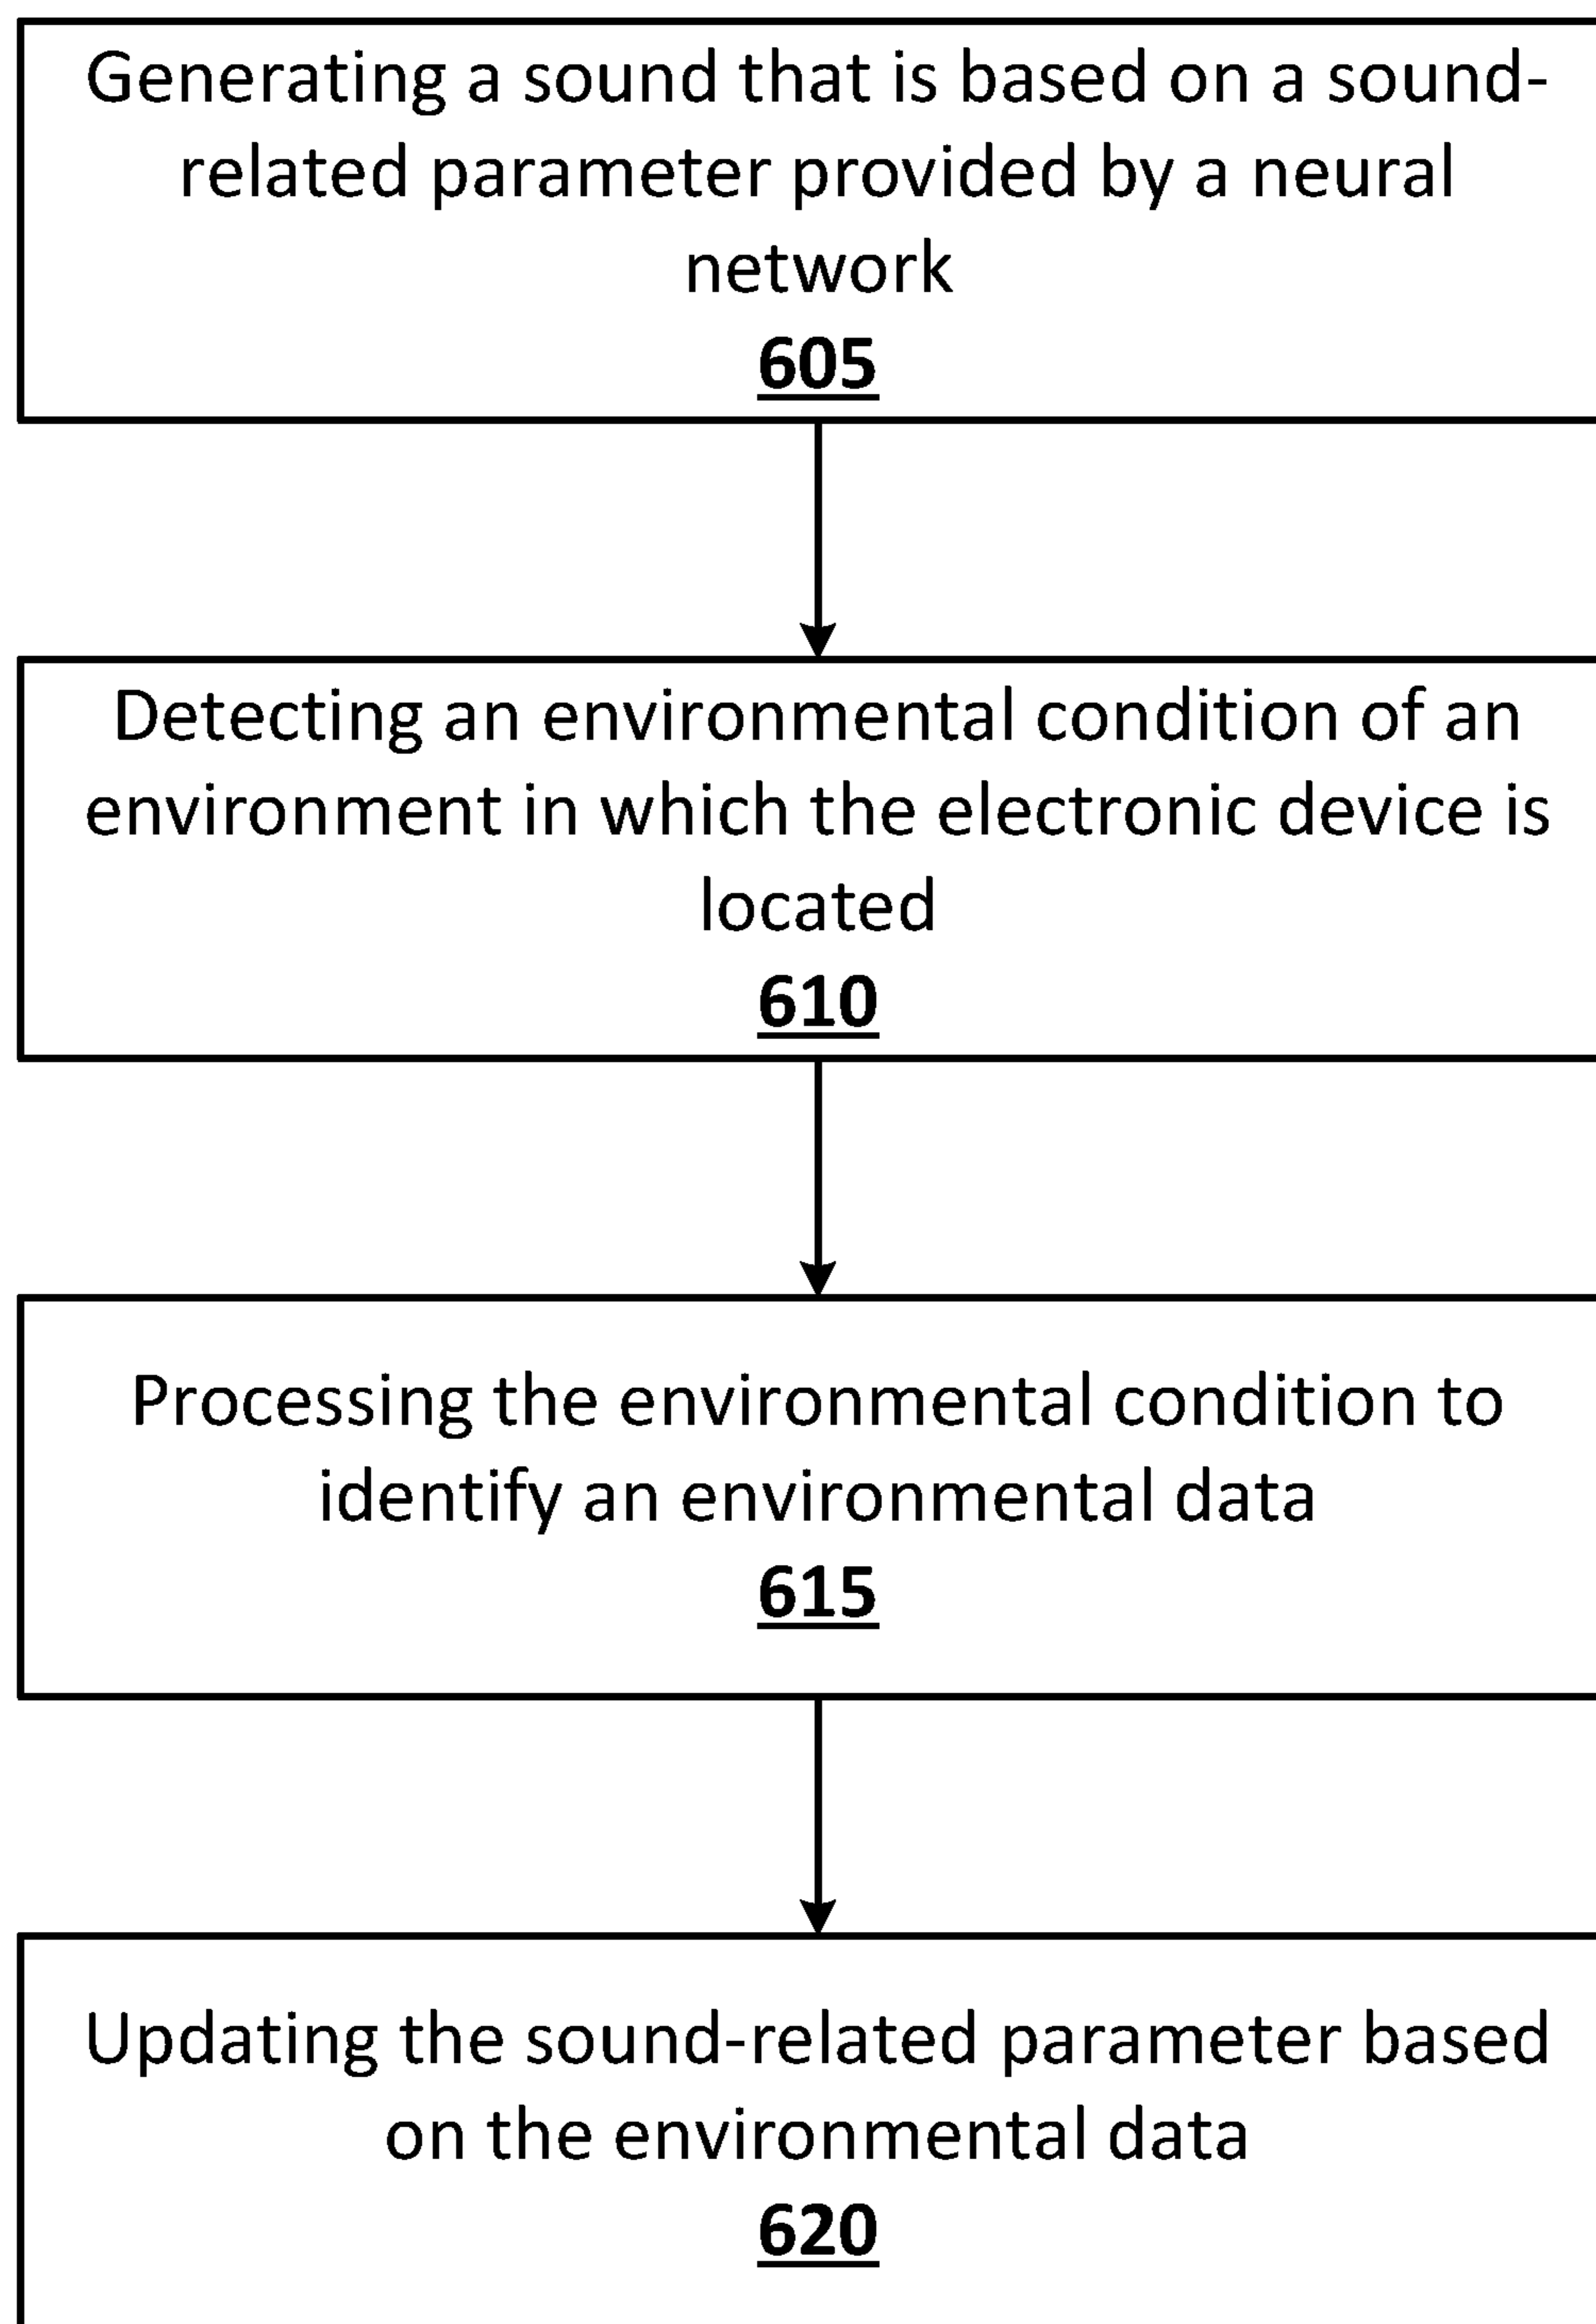 Generating a sound that is based on a sound-
related parameter provided by a neural
network
605
Detecting an environmental condition of an
environment in which the electronic device is
located
610
Processing the environmental condition to
identify an environmental data
615
Updating the sound-related parameter based
on the environmental data
620